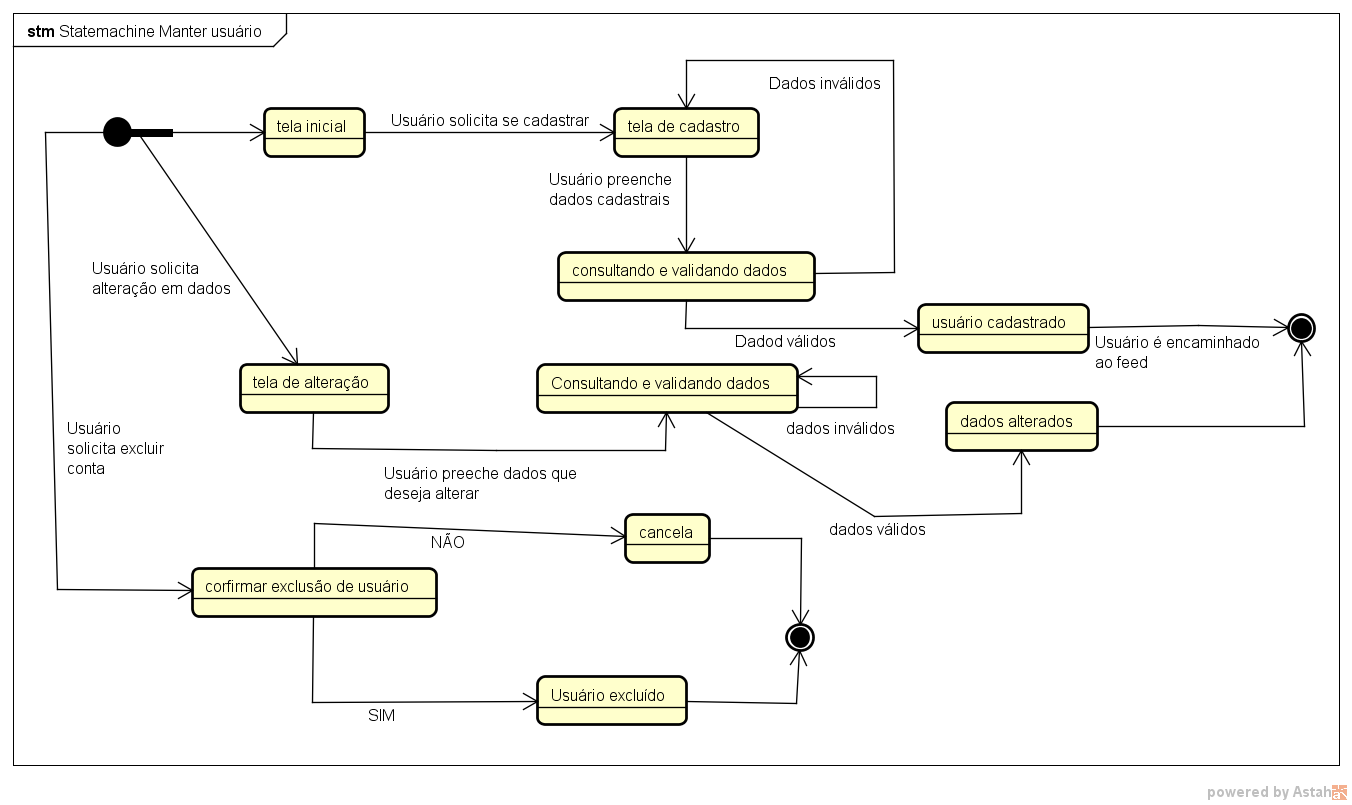 stm Statemachine Manter usuário
Dados inválidos
tela inicial
Usuário solicita se cadastrar
tela de cadastro
Usuário preenche
dados cadastrais
Usuário solicita
alteração em dados
consultando e validando dados
usuário cadastrado
Dadod válidos
Usuário é encaminhado
ao feed
tela de alteração
Consultando e validando dados
dados inválidos
dados alterados
Usuário
solicita excluir
conta
Usuário preeche dados que
deseja alterar
dados válidos
cancela
NÃO
corfirmar exclusão de usuário
Usuário excluído
SIM
powered by Astah